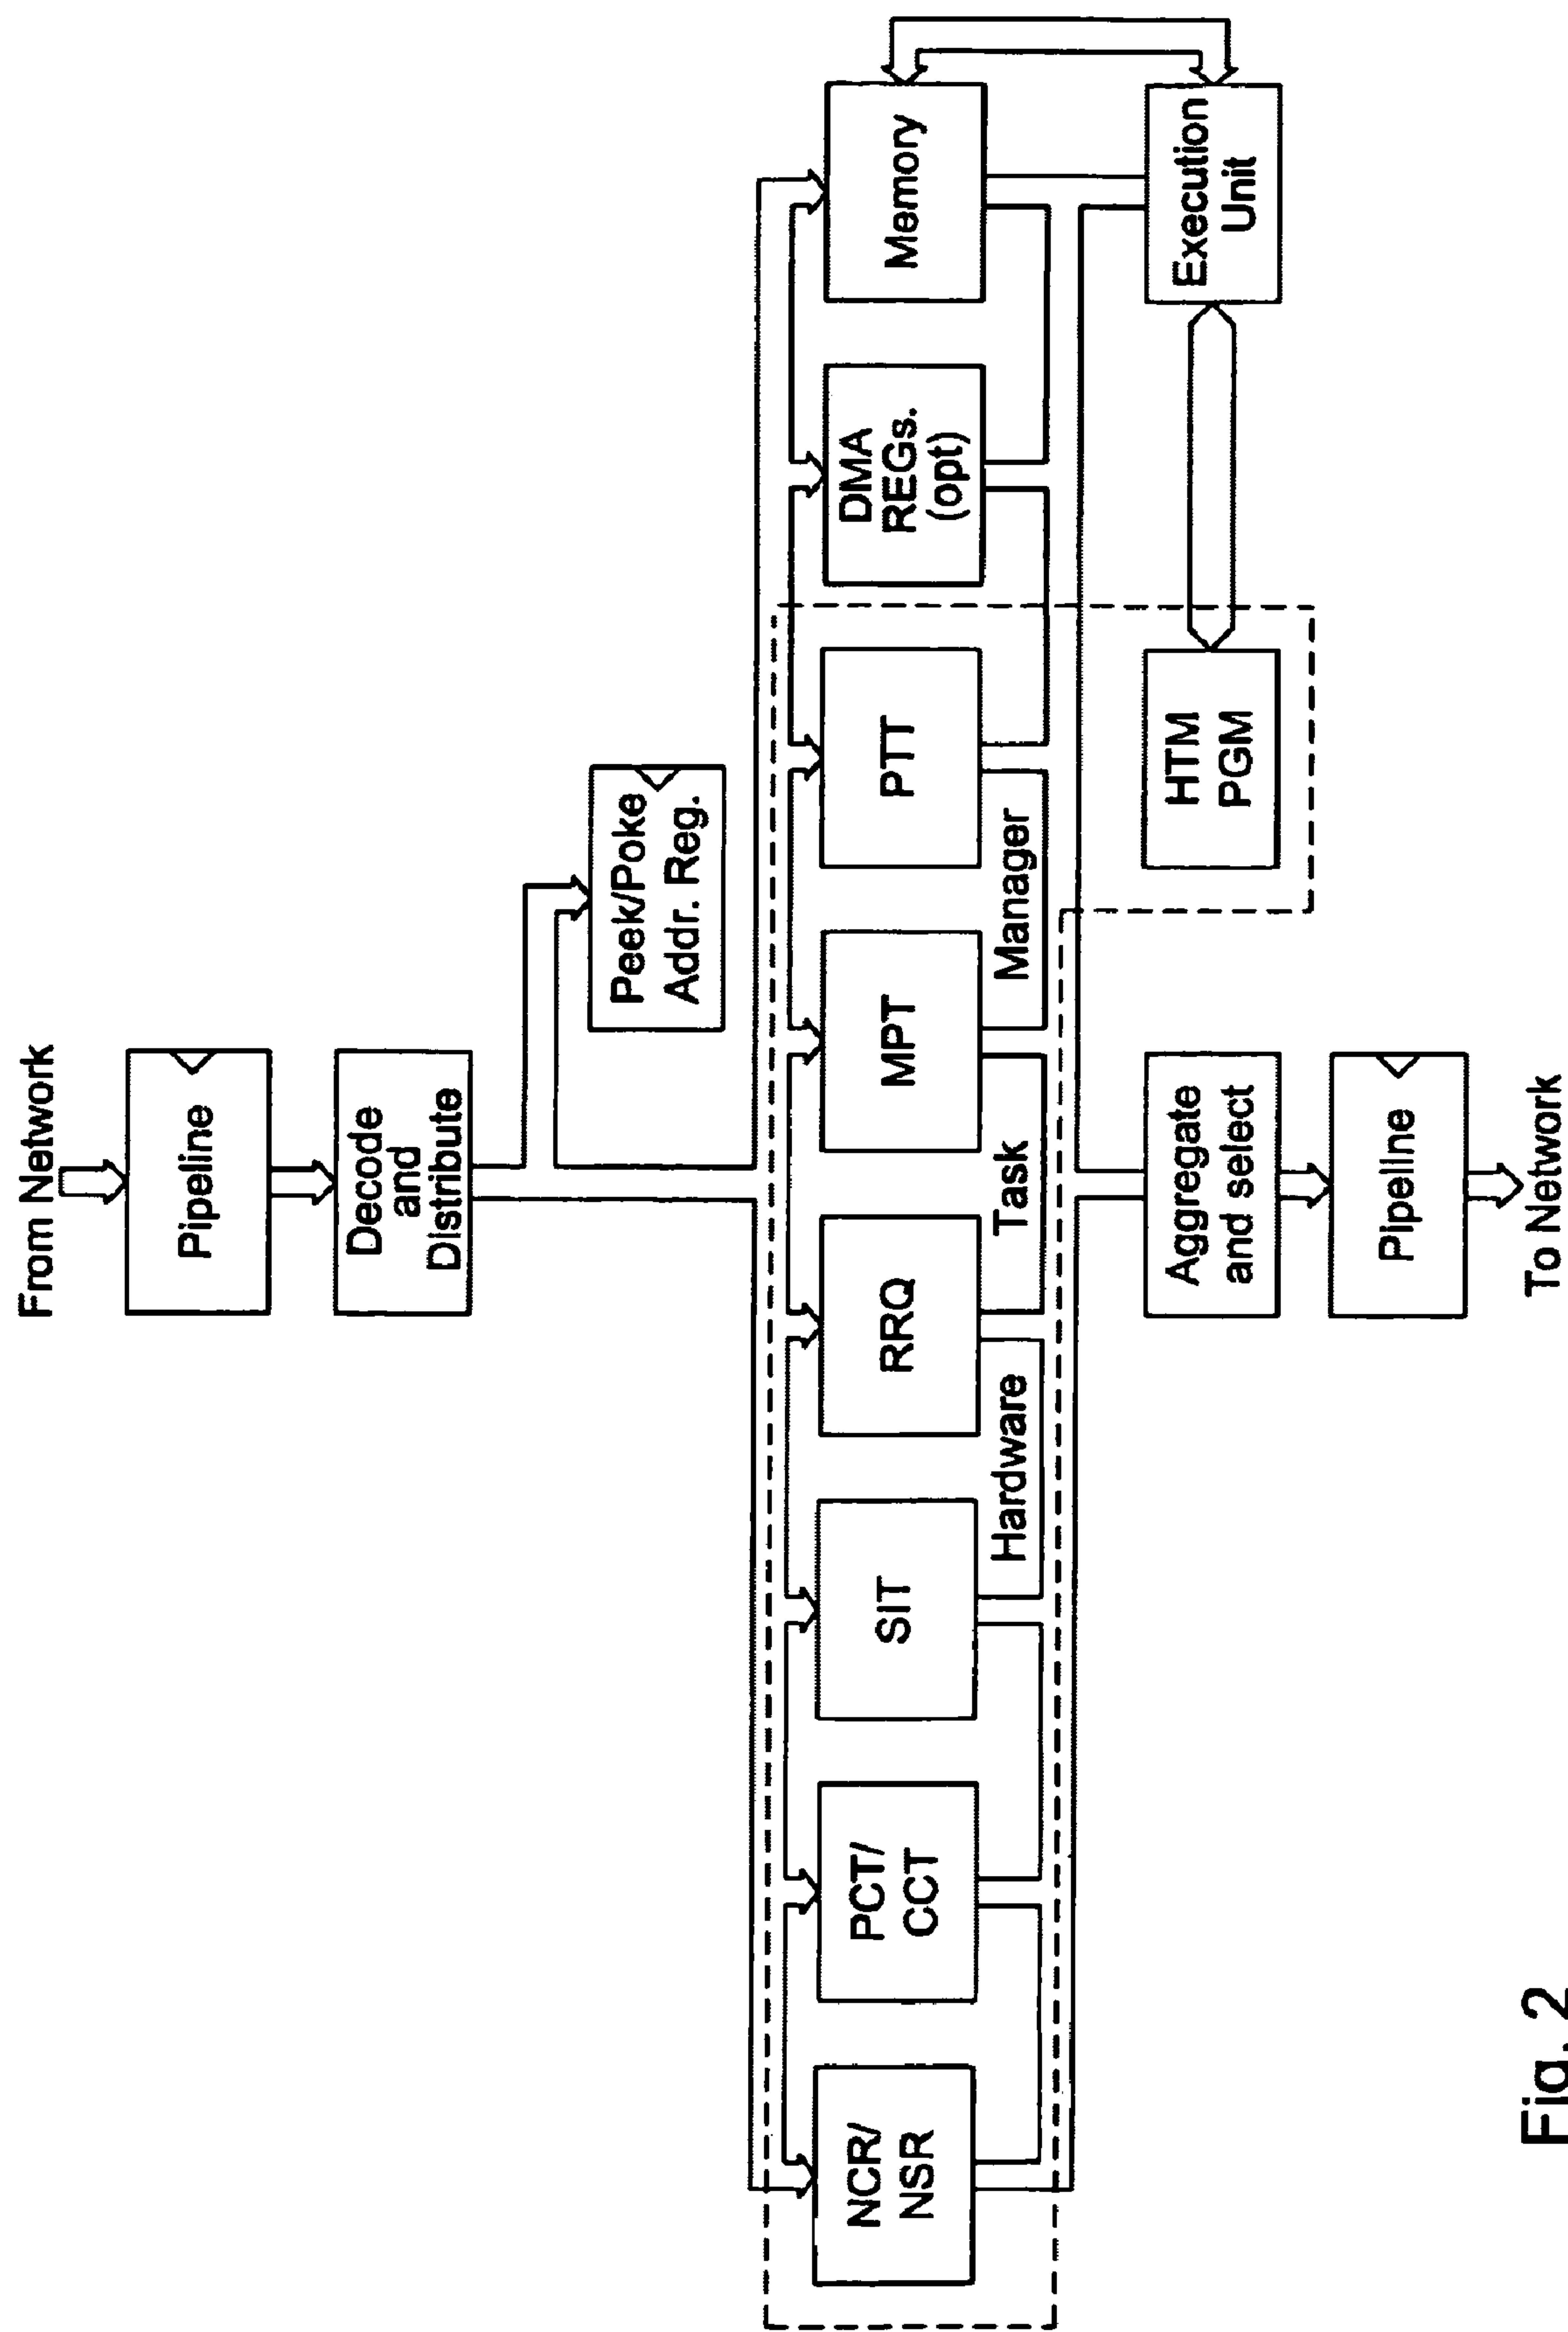 From Network
Pipeline
Decode
and
Distribute
Peek/Poke
Addr. Reg.
NCR/
NSR
PCT/
CCT
SIT
RRQ
MPT
PTT
DMA
REGs.
(opt)
Memory
Hardware
Task
Manager
Aggregate
and select
HTM
PGM
Execution
Unit
Pipeline
To Network
Fig. 2